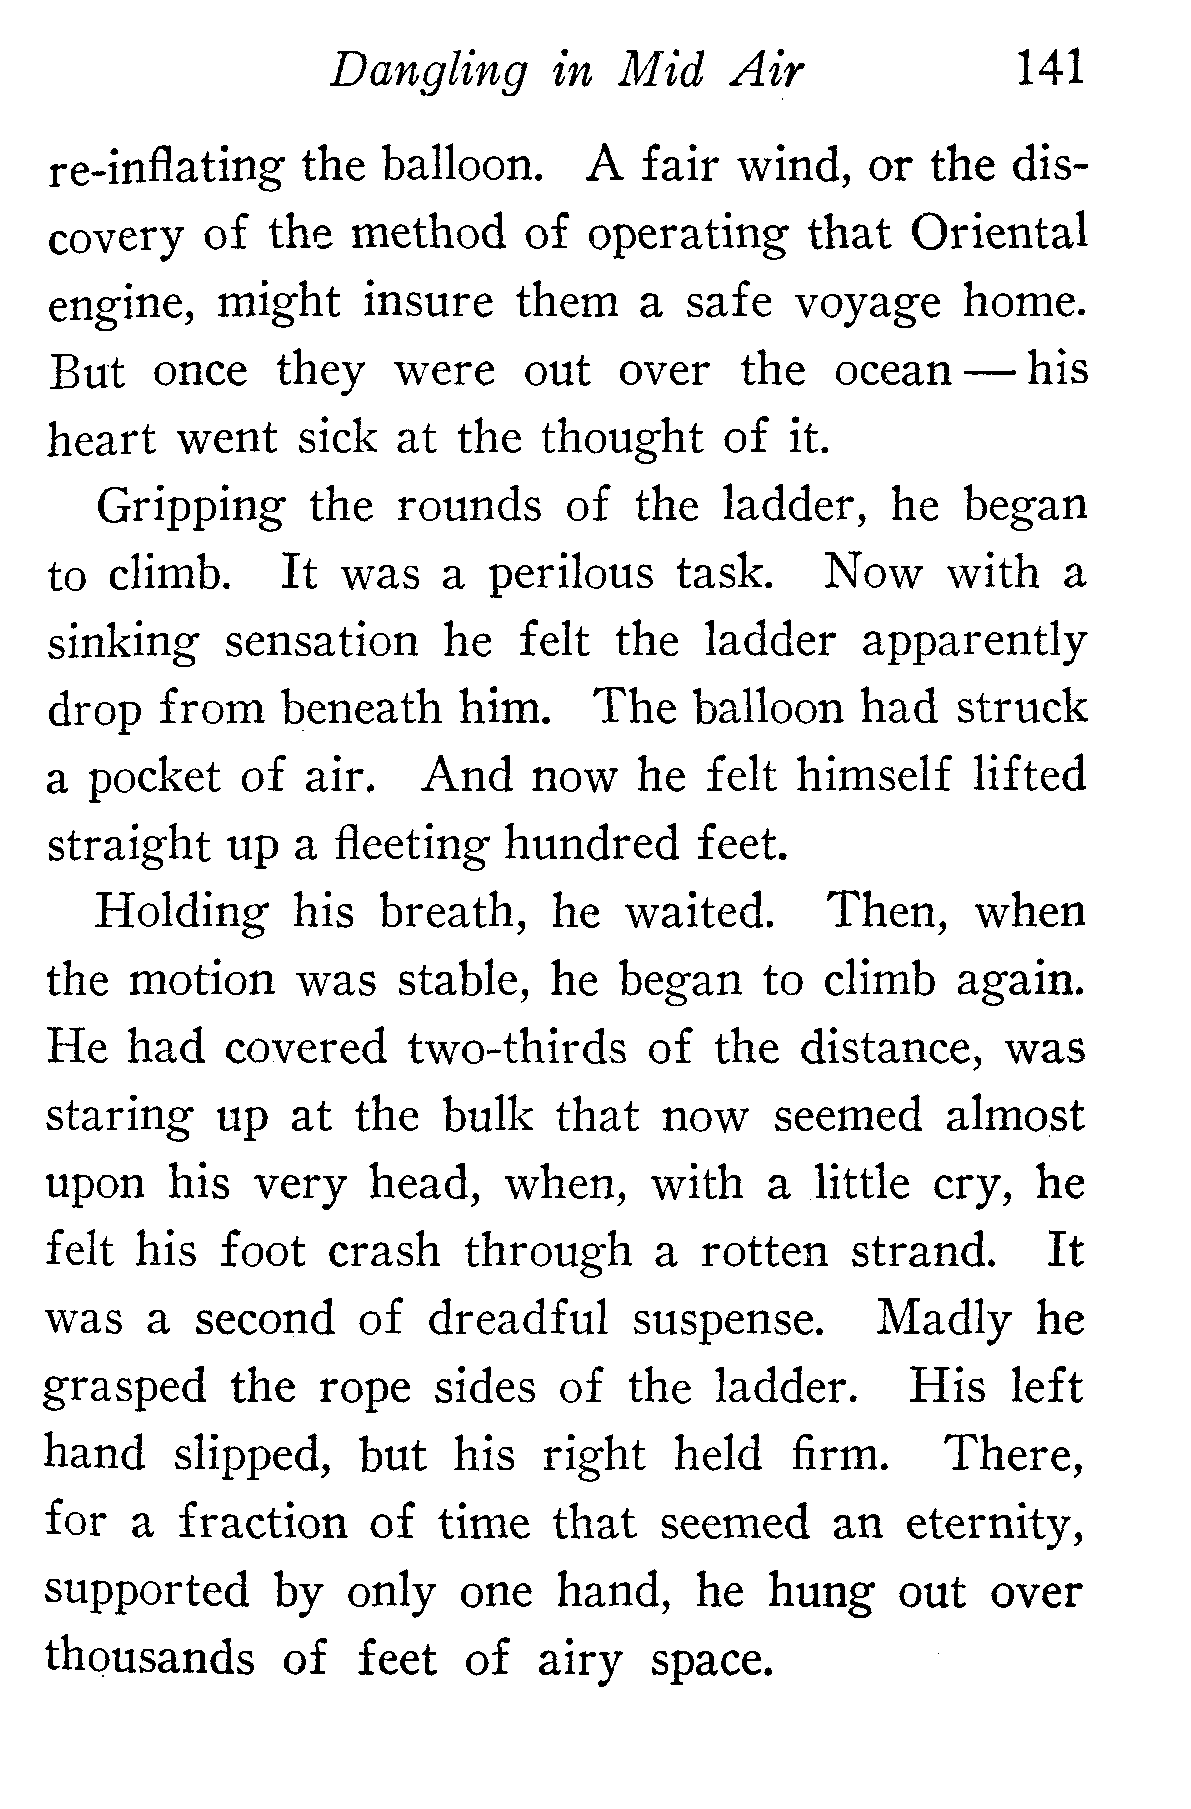 Dangling in Mid Air 141
re-inflating the balloon. A fair wind, or the dis-
covery of the method of operating that Oriental
engine, might insure them a safe voyage home.
But once they were out over the ocean — his
heart went sick at the thought of it.
Gripping the rounds of the ladder, he began
to climb. It was a perilous task. Now with a
sinking sensation he felt the ladder apparently
drop from beneath him. The balloon had struck
a pocket of air. And now he felt himself lifted
straight up a fleeting hundred feet.
Holding his breath, he waited. Then, when
the motion was stable, he began to climb again.
He had covered two-thirds of the distance, was
staring up at the bulk that now seemed almost
upon his very head, when, with a little cry, he
felt his foot crash through a rotten strand. It
was a second of dreadful suspense. Madly he
grasped the rope sides of the ladder. His left
hand slipped, but his right held firm. There,
for a fraction of time that seemed an eternity,
supported by only one hand, he hung out over
thousands of feet of airy space.